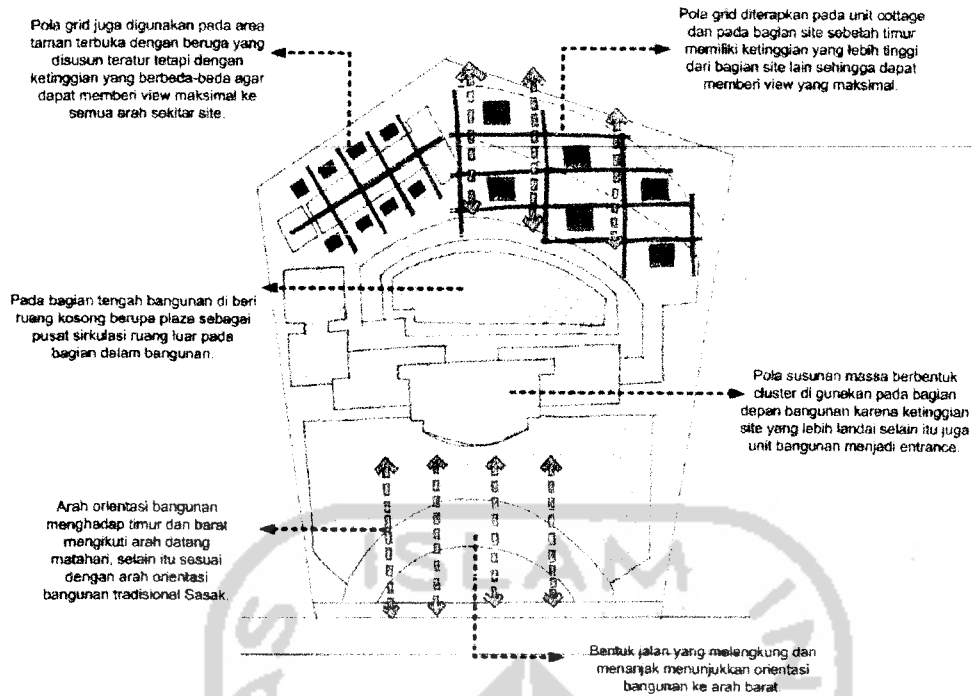 Pola grid juga digunakan pada area
taman terbuka dengan beruga yang
disusun teratur tetapi dengan
ketinggian yang berbeda-beda agar
dapat memberi view maksimal ke
semua arah sekitar site.
Pola grid diterapkan pada unit cottage
dan pada bagian site sebelah timur
memiliki ketinggian yang lebih tinggi
dari bagian site lain sehingga dapat
memberi view yang maksimal.
Pada bagian tengah bangunan di beri
ruang kosong berupa plaza sebagai
pusat sirkulasi ruang luar pada
bagian dalam bangunan.
Pola susunan massa berbentuk
cluster di gunakan pada bagian
depan bangunan karena ketinggian
site yang lebih landai selain itu juga
unit bangunan menjadi entrance.
Arah orientasi bangunan
menghadap timur dan barat
mengikuti arah datang
matahari, selain itu sesuai
dengan arah orientasi
bangunan tradisional Sasak.
Bentuk jalan yang melengkung dan
menanjak menunjukkan orientasi
bangunan ke arah barat.
ISLAM